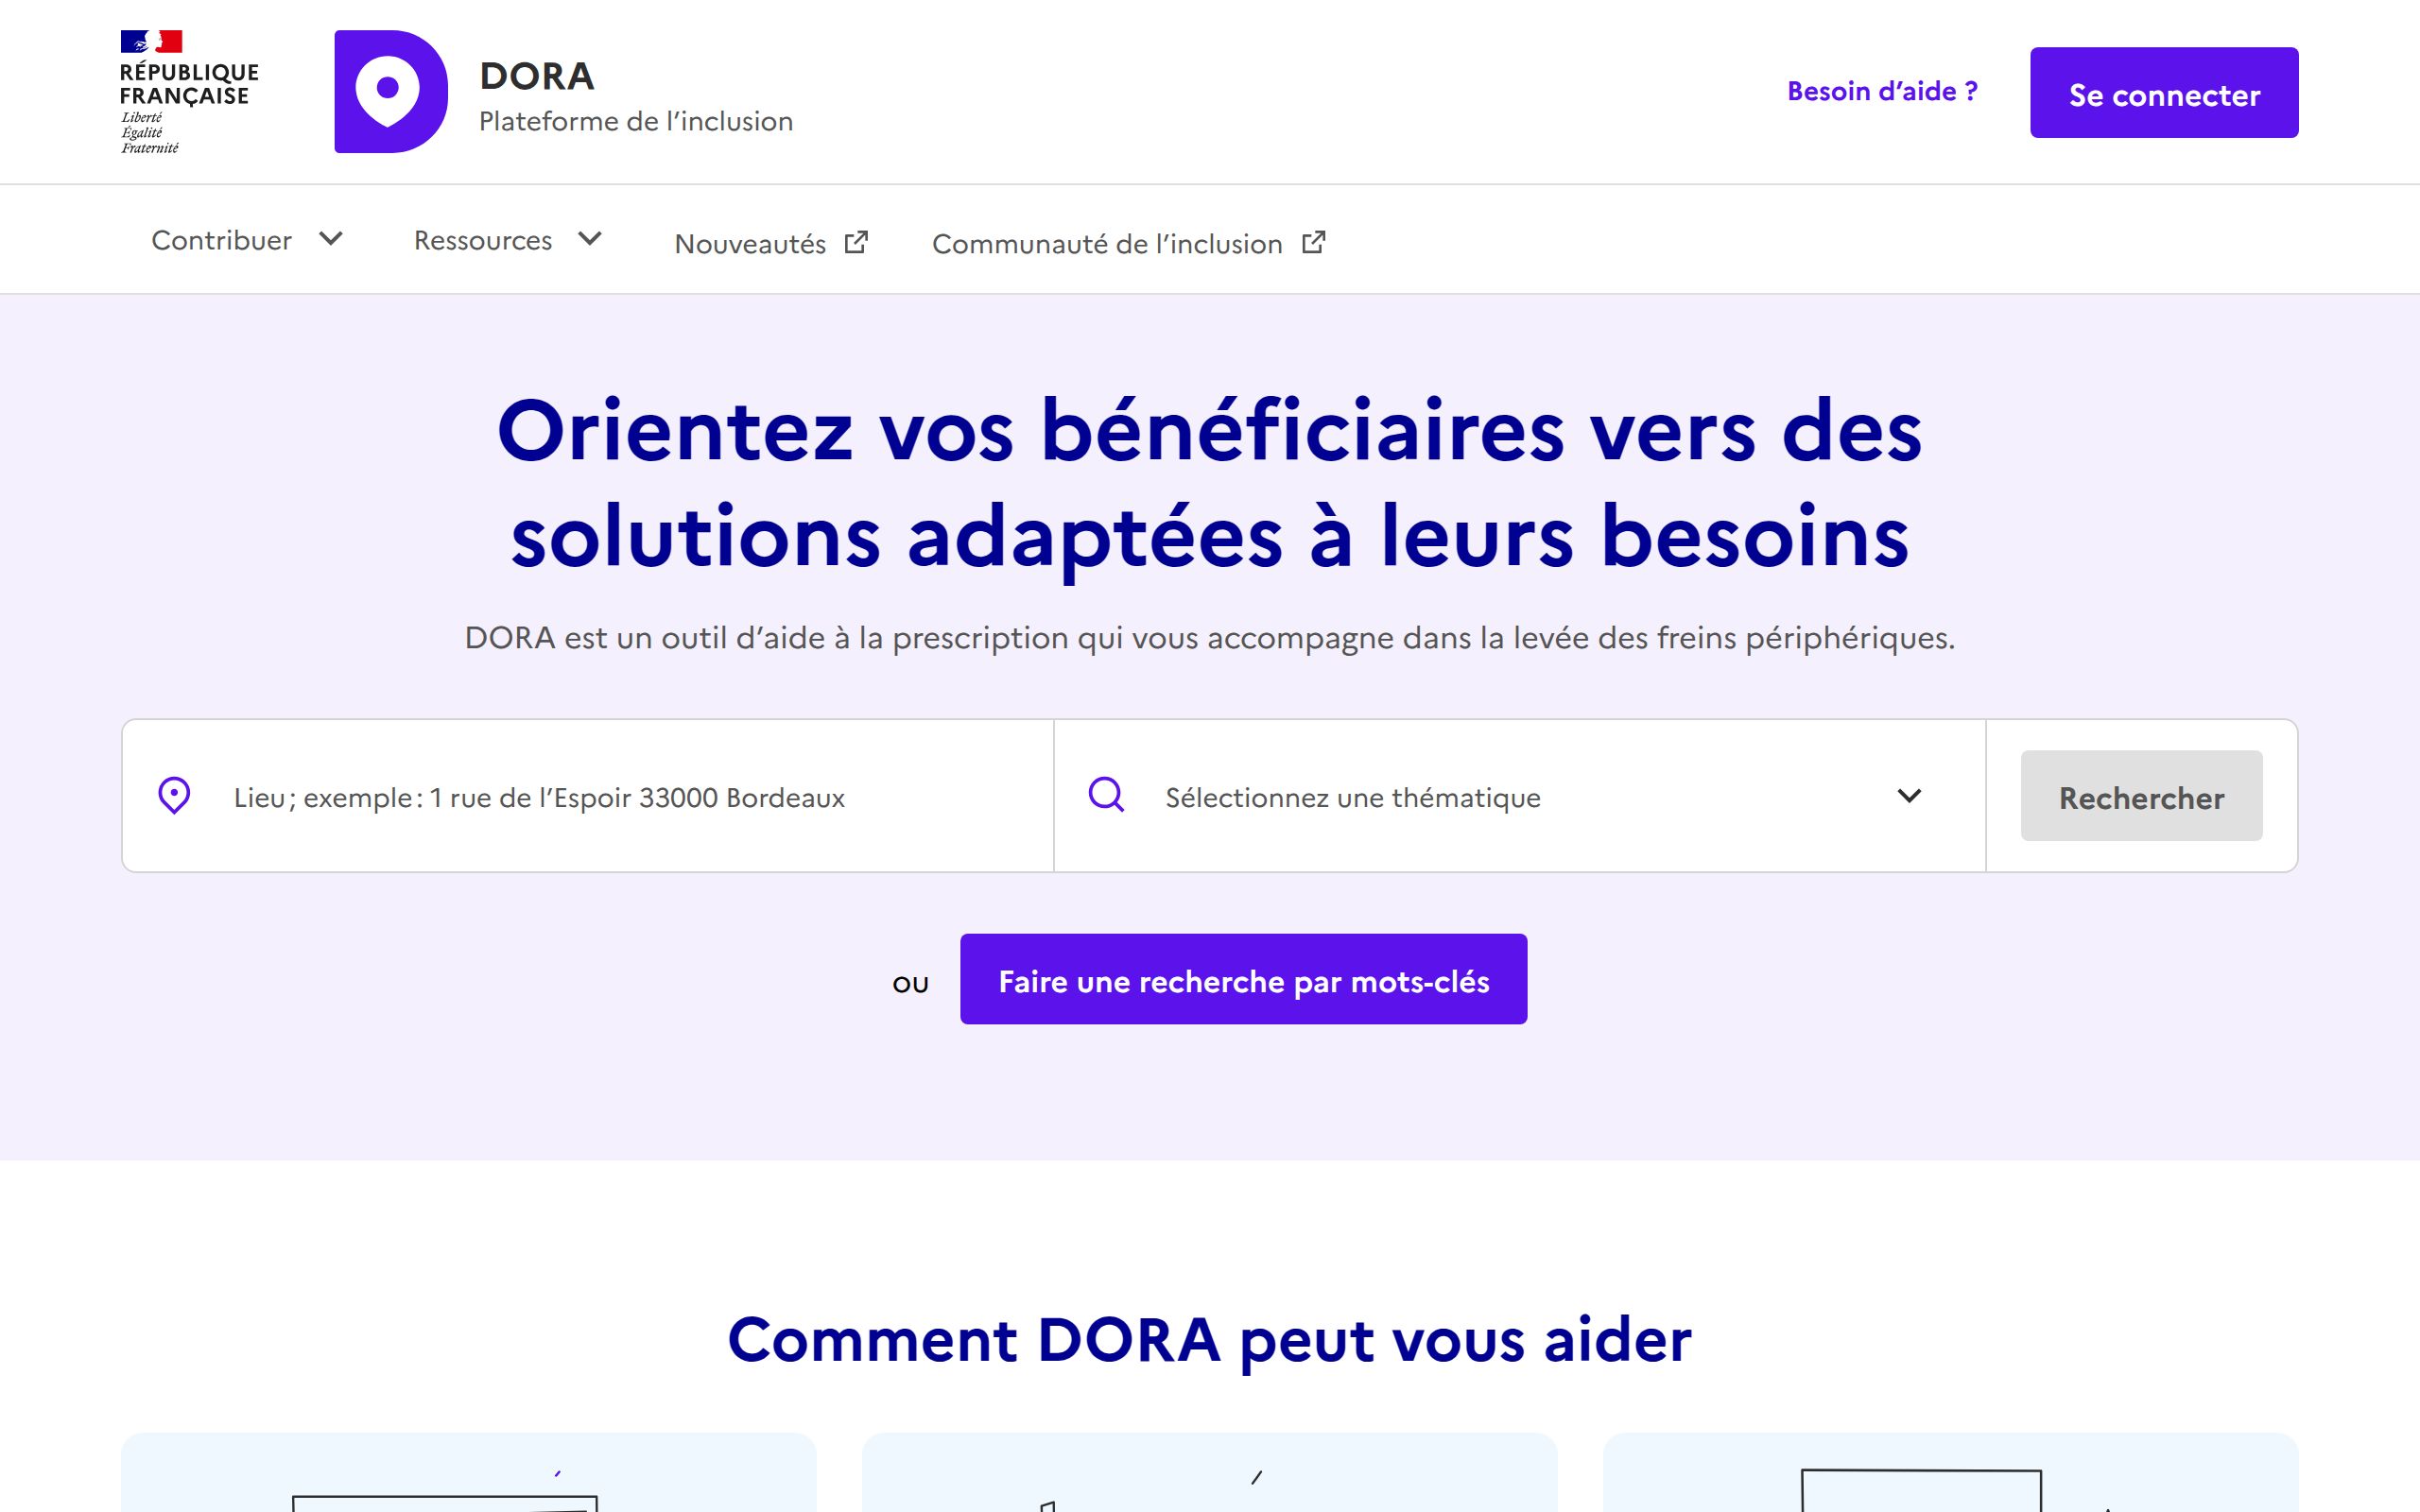 RÉPUBLIQUE
FRANÇAISE
Liberté
Égalité
Fraternité
DORA
Plateforme de l’inclusion
Besoin d’aide ?
Se connecter
Contribuer
Ressources
Nouveautés
Communauté de l’inclusion
Orientez vos bénéficiaires vers des
solutions adaptées à leurs besoins
DORA est un outil d’aide à la prescription qui vous accompagne dans la levée des freins périphériques.
Lieu ; exemple : 1 rue de l’Espoir 33000 Bordeaux
Sélectionnez une thématique
Rechercher
ou
Faire une recherche par mots-clés
Comment DORA peut vous aider